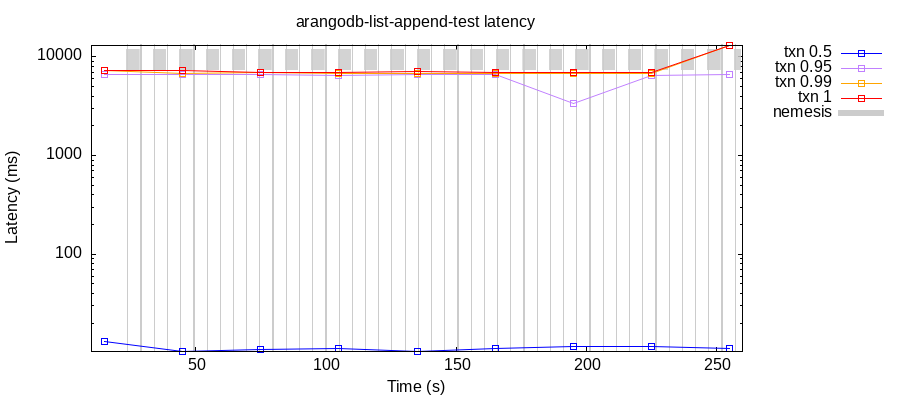 arangodb-list-append-test latency
10000
1000
100
Latency (ms)
50
100
150
200
250
Time (s)
txn 0.5
txn 0.95
txn 0.99
txn 1
nemesis